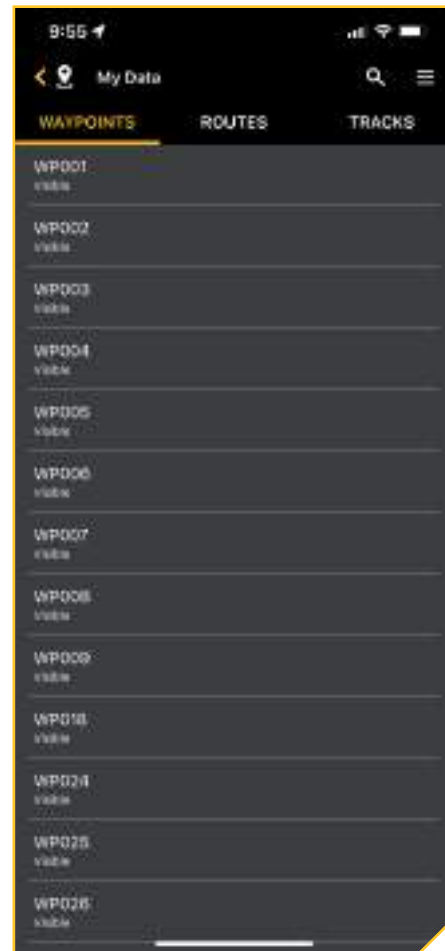 9:55
My Data
WAYPOINTS ROUTES TRACKS
WP001
Visible
WP002
Visible
WP003
Visible
WP004
Visible
WP005
Visible
WP006
Visible
WP007
Visible
WP008
Visible
WP009
Visible
WP018
Visible
WP024
Visible
WP025
Visible
WP026
Visible